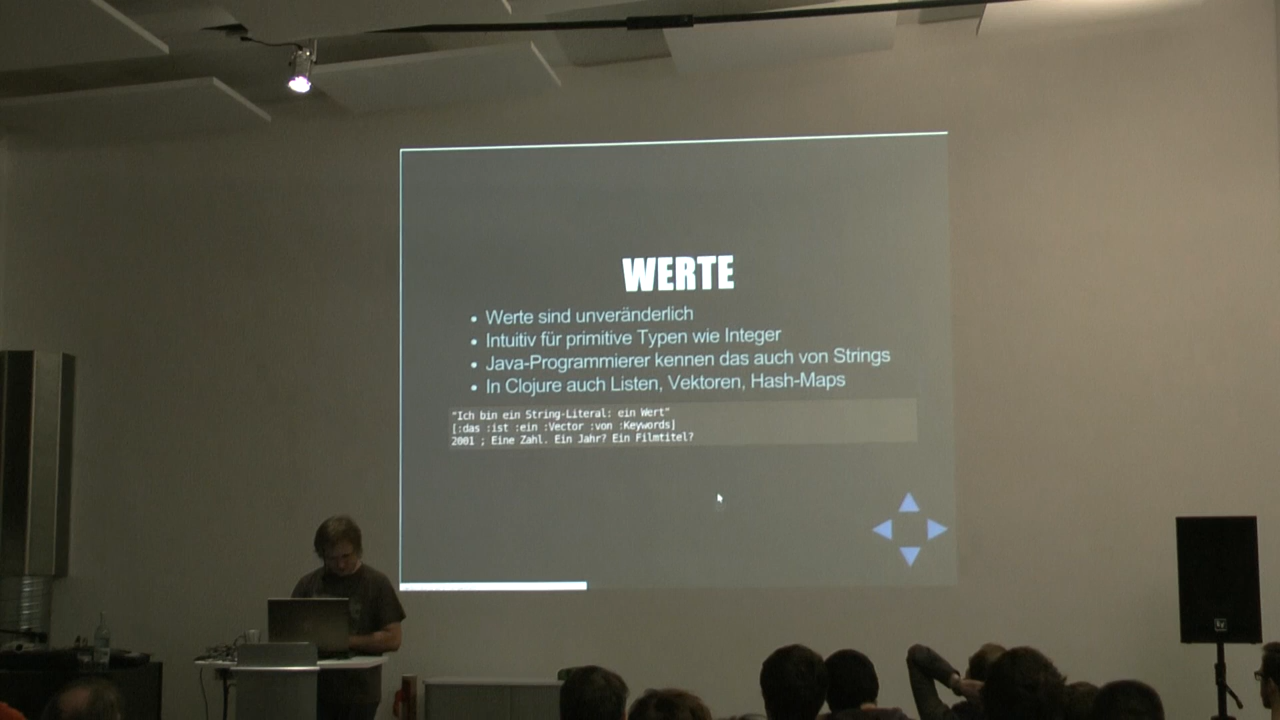 WERTE
• Werte sind unveränderlich
• Intuitiv für primitive Typen wie Integer
• Java-Programmierer kennen das auch von Strings
• In Clojure auch Listen, Vektoren, Hash-Maps
"Ich bin ein String-Literal: ein Wert"
[:das :ist :ein :Vector :von :Keywords]
2001 ; Eine Zahl. Ein Jahr? Ein Filmtitel?